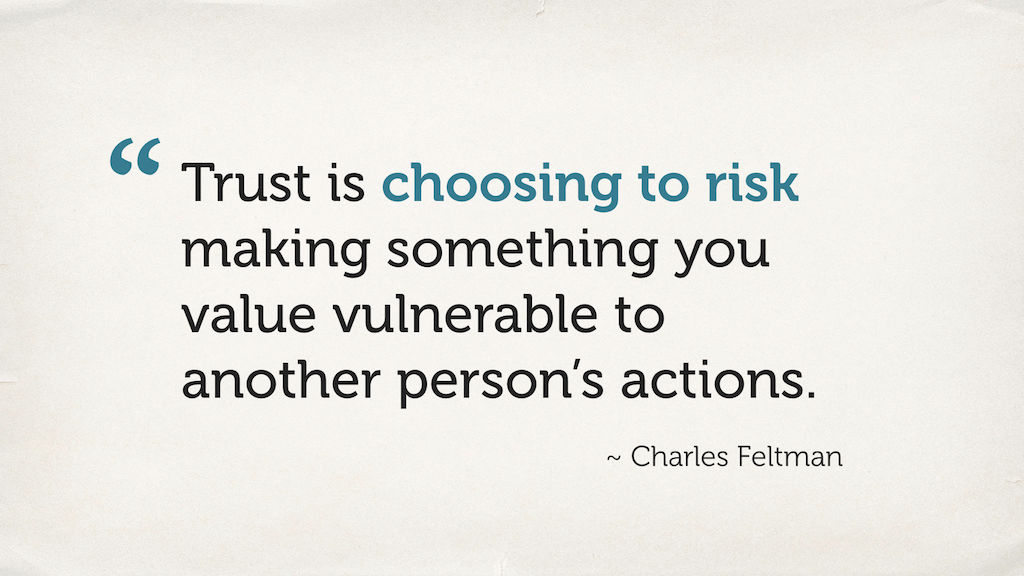 “Trust is choosing to risk
making something you
value vulnerable to
another person’s actions.
~ Charles Feltman